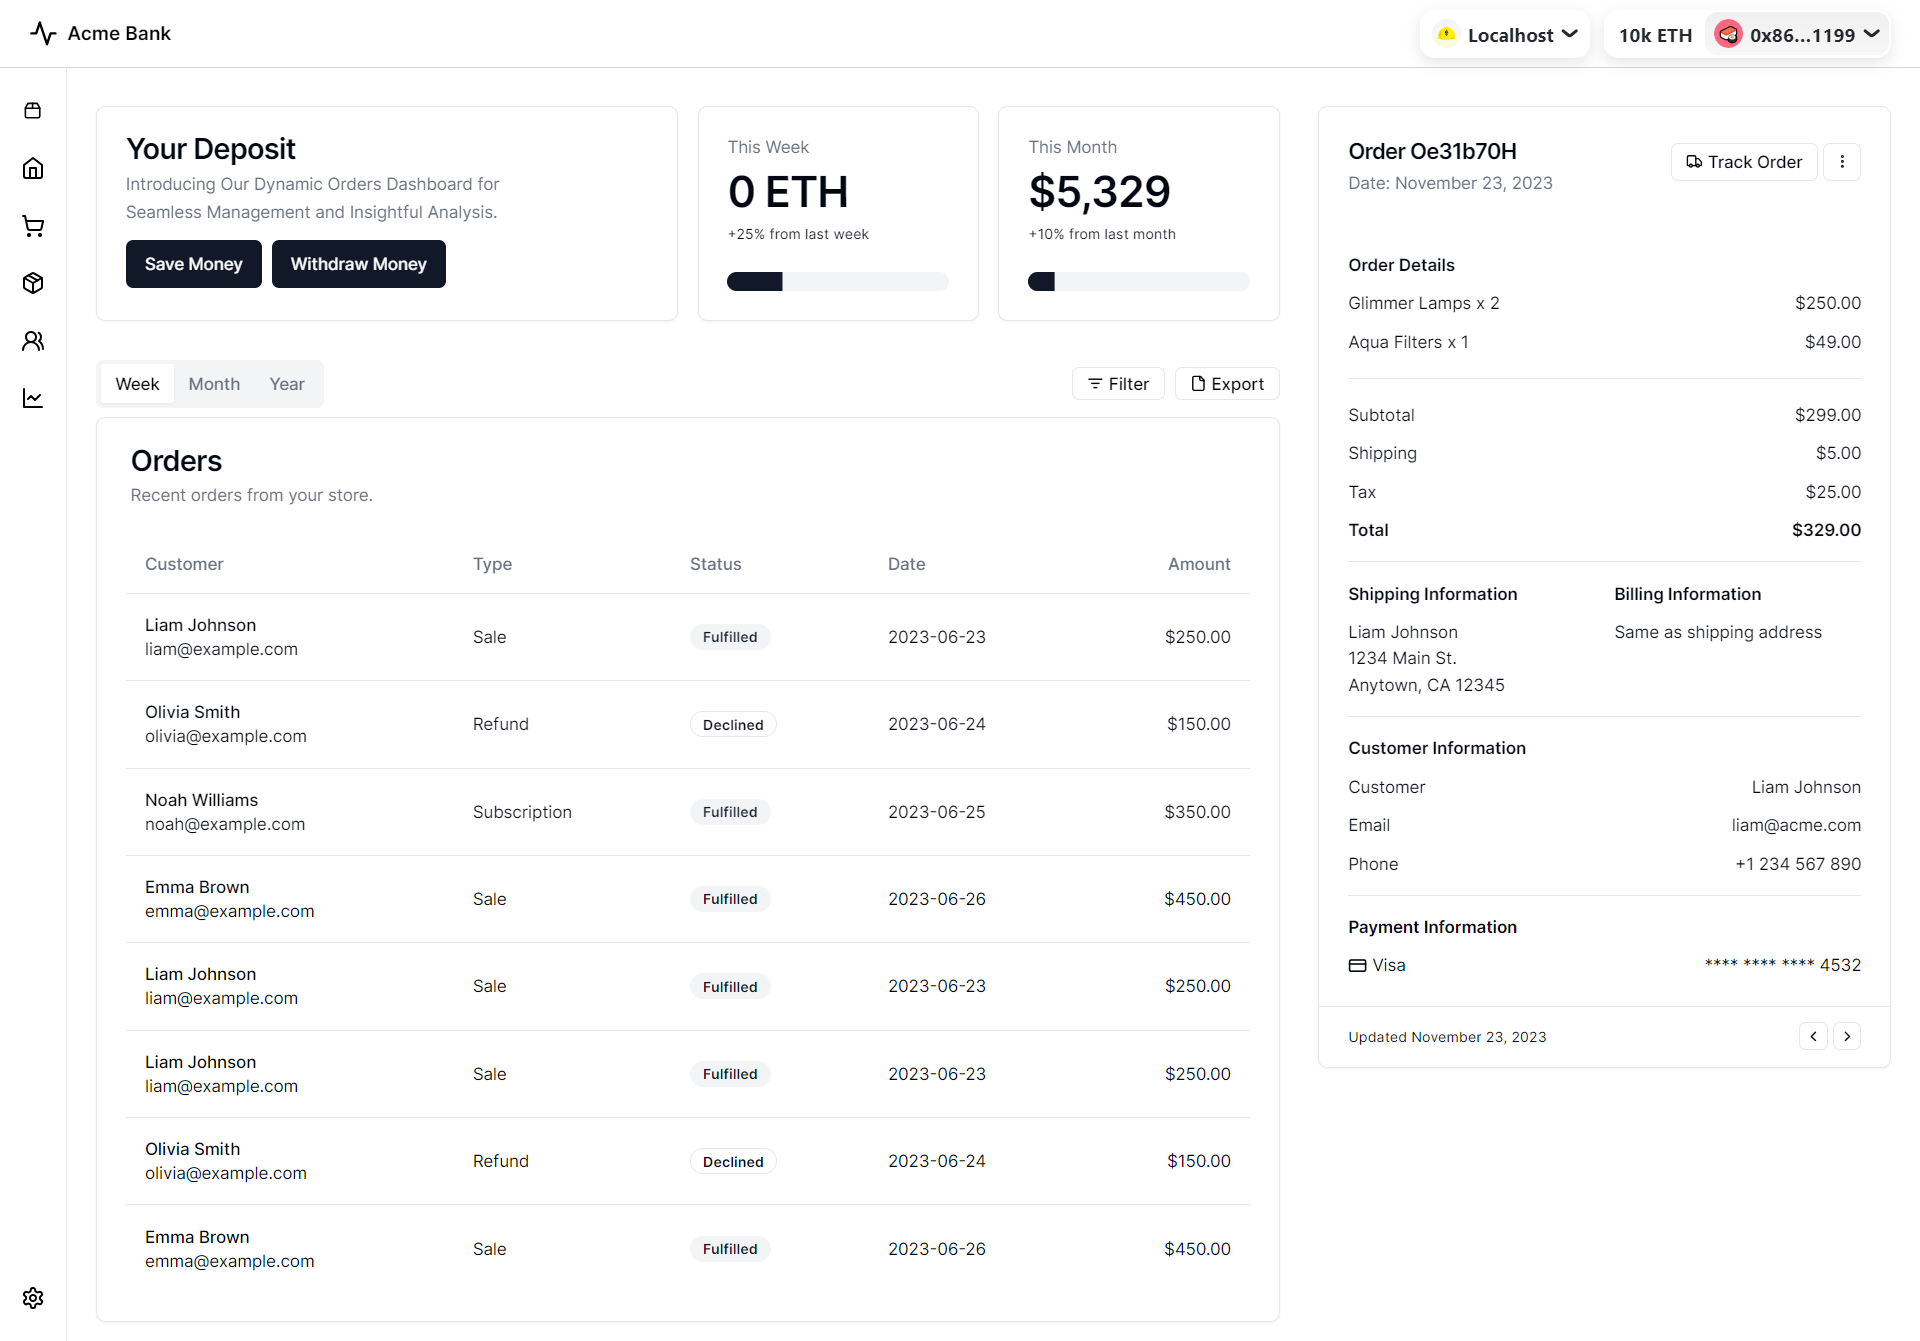 Acme Bank
Localhost
10k ETH
0x86...1199
Your Deposit
Introducing Our Dynamic Orders Dashboard for
Seamless Management and Insightful Analysis.
Save Money
Withdraw Money
This Week
0 ETH
+25% from last week
This Month
$5,329
+10% from last month
Week
Month
Year
Filter
Export
Orders
Recent orders from your store.
Customer Type Status Date Amount
Liam Johnson
liam@example.com
Sale Fulfilled 2023-06-23 $250.00
Olivia Smith
olivia@example.com
Refund Declined 2023-06-24 $150.00
Noah Williams
noah@example.com
Subscription Fulfilled 2023-06-25 $350.00
Emma Brown
emma@example.com
Sale Fulfilled 2023-06-26 $450.00
Liam Johnson
liam@example.com
Sale Fulfilled 2023-06-23 $250.00
Liam Johnson
liam@example.com
Sale Fulfilled 2023-06-23 $250.00
Olivia Smith
olivia@example.com
Refund Declined 2023-06-24 $150.00
Emma Brown
emma@example.com
Sale Fulfilled 2023-06-26 $450.00
Order Oe31b70H
Date: November 23, 2023
Track Order
Order Details
Glimmer Lamps x 2 $250.00
Aqua Filters x 1 $49.00
Subtotal $299.00
Shipping $5.00
Tax $25.00
Total $329.00
Shipping Information
Liam Johnson
1234 Main St.
Anytown, CA 12345
Billing Information
Same as shipping address
Customer Information
Customer Liam Johnson
Email liam@acme.com
Phone +1 234 567 890
Payment Information
Visa **** **** **** 4532
Updated November 23, 2023